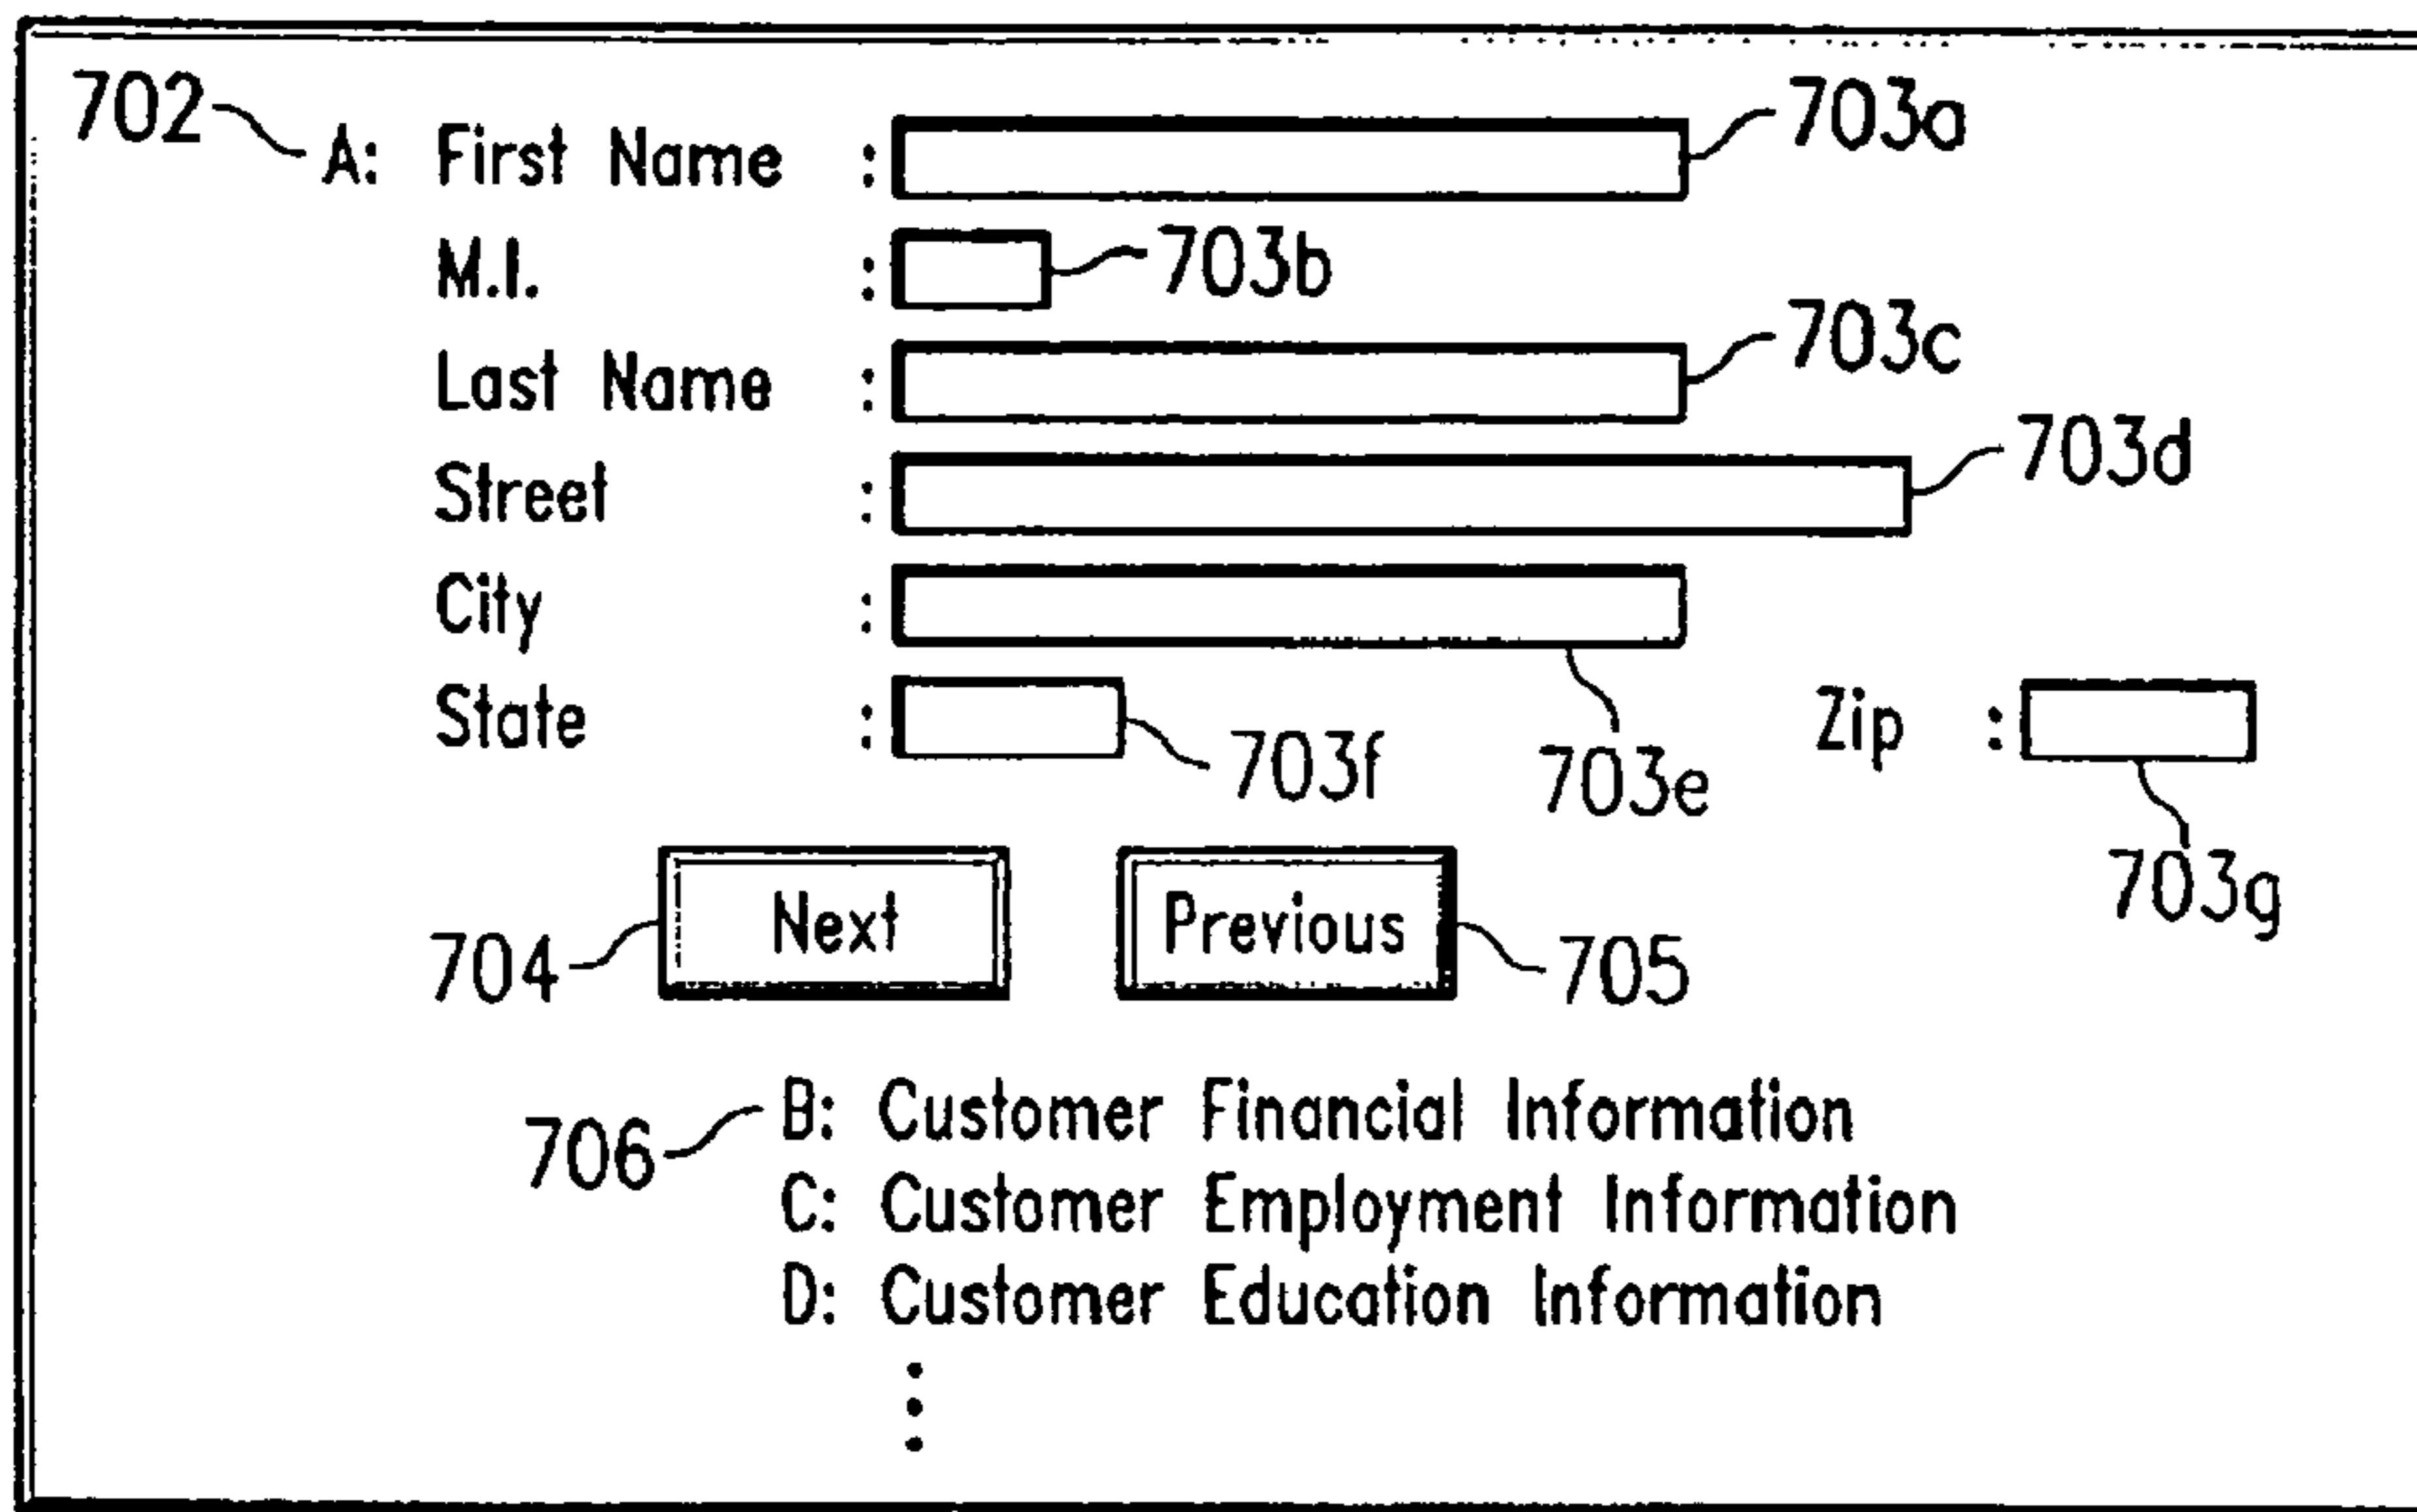 702 A: First Name : 703a
M.I. : 703b
Last Name : 703c
Street : 703d
City : 703e
State : 703f Zip : 703g
704 Next Previous 705
706 B: Customer Financial Information
C: Customer Employment Information
D: Customer Education Information